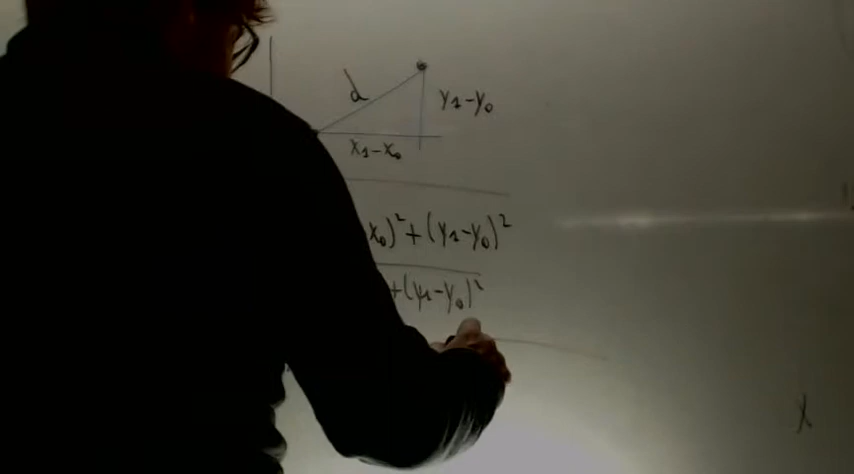 d
y₁-y₀
x₁-x₀
x₀)²+(y₁-y₀)²
+(y₁-y₀)²
x